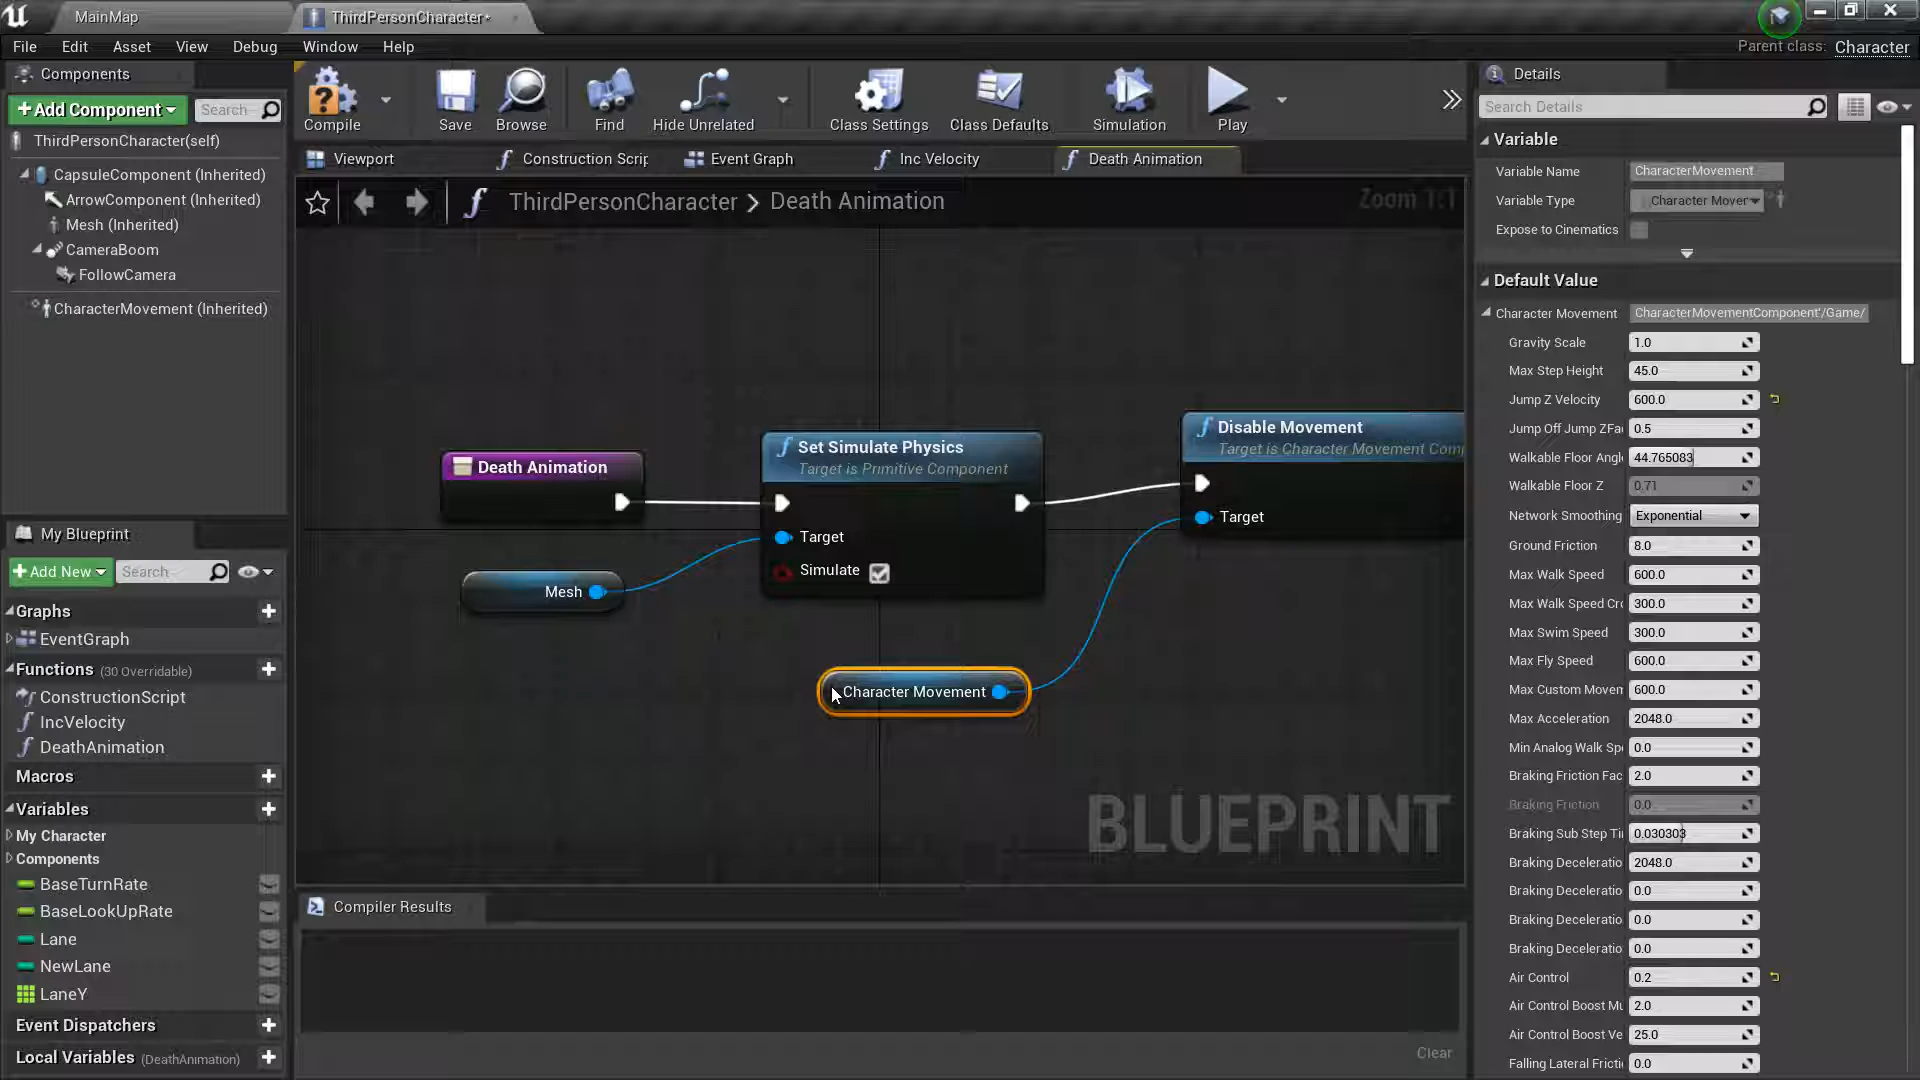 MainMap
ThirdPersonCharacter*
File Edit Asset View Debug Window Help
Parent class: Character
Components
+Add Component
Search
ThirdPersonCharacter(self)
CapsuleComponent (Inherited)
ArrowComponent (Inherited)
Mesh (Inherited)
CameraBoom
FollowCamera
CharacterMovement (Inherited)
My Blueprint
+Add New
Search
Graphs
EventGraph
Functions (30 Overridable)
ConstructionScript
IncVelocity
DeathAnimation
Macros
Variables
My Character
Components
BaseTurnRate
BaseLookUpRate
Lane
NewLane
LaneY
Event Dispatchers
Local Variables (DeathAnimation)
Compile Save Browse Find Hide Unrelated Class Settings Class Defaults Simulation Play
Viewport Construction Scrip Event Graph Inc Velocity Death Animation
ThirdPersonCharacter > Death Animation
Zoom 1:1
Death Animation
Mesh
Set Simulate Physics
Target is Primitive Component
Target
Simulate
Character Movement
Disable Movement
Target is Character Movement Com
Target
BLUEPRINT
Compiler Results
Clear
Details
Search Details
Variable
Variable Name CharacterMovement
Variable Type Character Mover
Expose to Cinematics
Default Value
Character Movement CharacterMovementComponent'/Game/
Gravity Scale 1.0
Max Step Height 45.0
Jump Z Velocity 600.0
Jump Off Jump ZFa 0.5
Walkable Floor Angl 44.765083
Walkable Floor Z 0.71
Network Smoothing Exponential
Ground Friction 8.0
Max Walk Speed 600.0
Max Walk Speed Cro 300.0
Max Swim Speed 300.0
Max Fly Speed 600.0
Max Custom Movem 600.0
Max Acceleration 2048.0
Min Analog Walk Spe 0.0
Braking Friction Fac 2.0
Braking Friction 0.0
Braking Sub Step Ti 0.030303
Braking Deceleratio 2048.0
Braking Deceleratio 0.0
Braking Deceleratio 0.0
Braking Deceleratio 0.0
Air Control 0.2
Air Control Boost Mu 2.0
Air Control Boost Ve 25.0
Falling Lateral Fricti 0.0